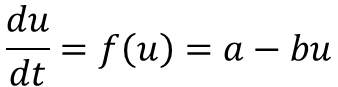 du/dt = f(u) = a − bu